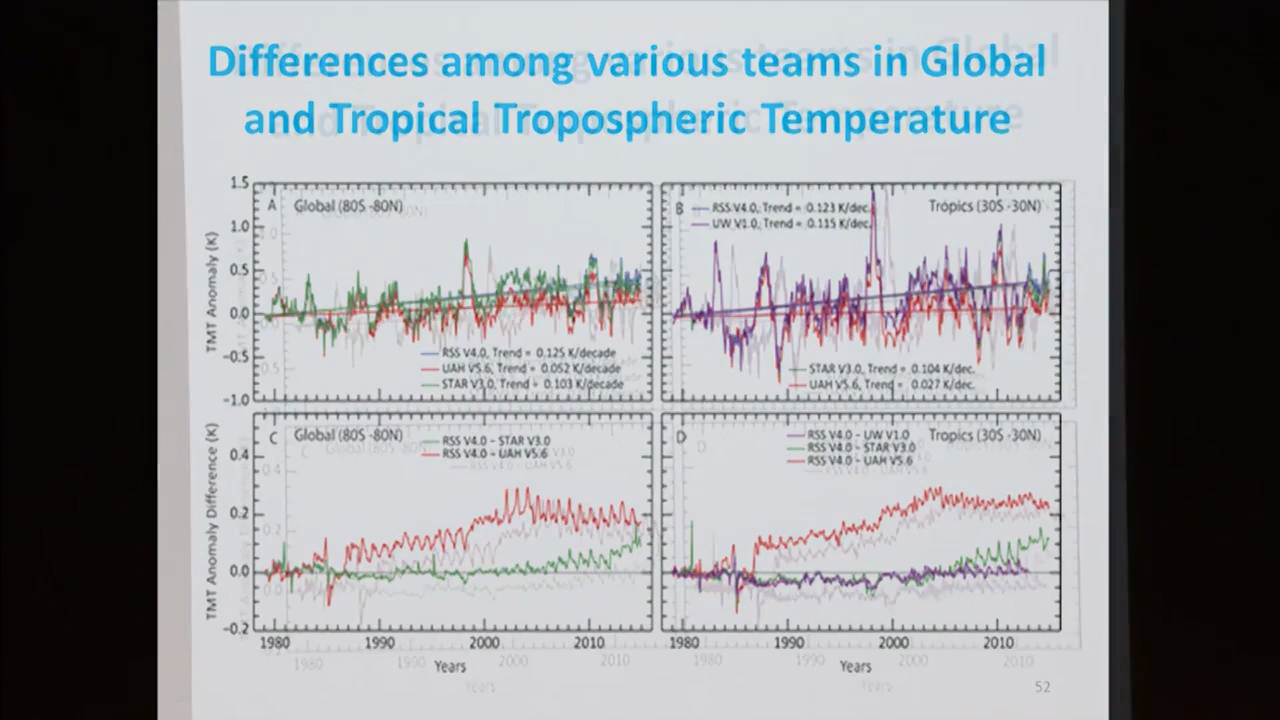 Differences among various teams in Global
and Tropical Tropospheric Temperature
1.5
1.0
0.5
0.0
-0.5
-1.0
TMT Anomaly (K)
A Global (80S -80N)
RSS V4.0, Trend = 0.125 K/decade
UAH V5.6, Trend = 0.052 K/decade
STAR V3.0, Trend = 0.103 K/decade
B RSS V4.0, Trend = 0.123 K/dec.
UW V1.0, Trend = 0.115 K/dec.
Tropics (30S -30N)
STAR V3.0, Trend = 0.104 K/dec.
UAH V5.6, Trend = 0.027 K/dec.
0.4
0.2
0.0
-0.2
TMT Anomaly Difference (K)
C Global (80S -80N)
RSS V4.0 - STAR V3.0
RSS V4.0 - UAH V5.6
D RSS V4.0 - UW V1.0
RSS V4.0 - STAR V3.0
RSS V4.0 - UAH V5.6
Tropics (30S -30N)
1980 1990 2000 2010
Years
1980 1990 2000 2010
Years
52